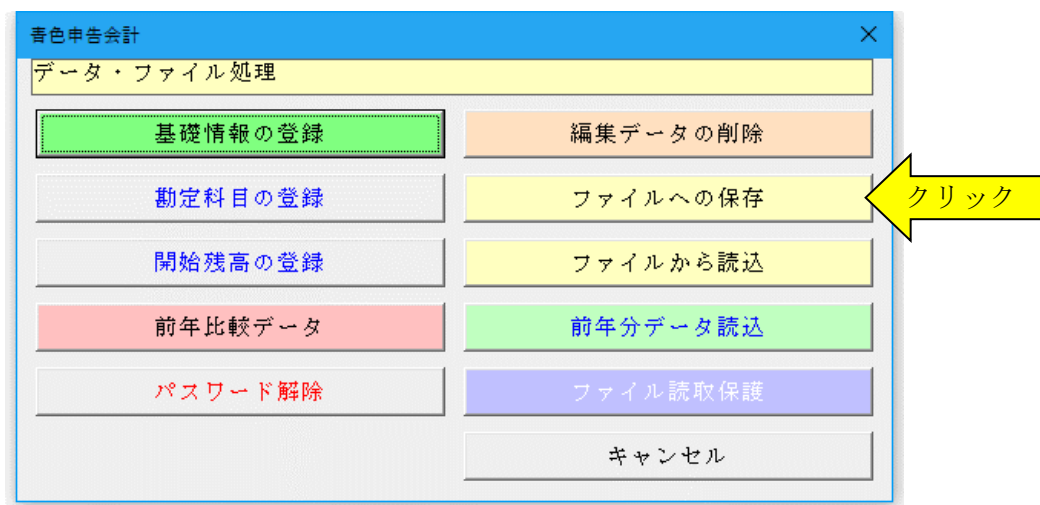 青色申告会計
データ・ファイル処理
基礎情報の登録
編集データの削除
勘定科目の登録
ファイルへの保存
クリック
開始残高の登録
ファイルから読込
前年比較データ
前年分データ読込
パスワード解除
ファイル読取保護
キャンセル